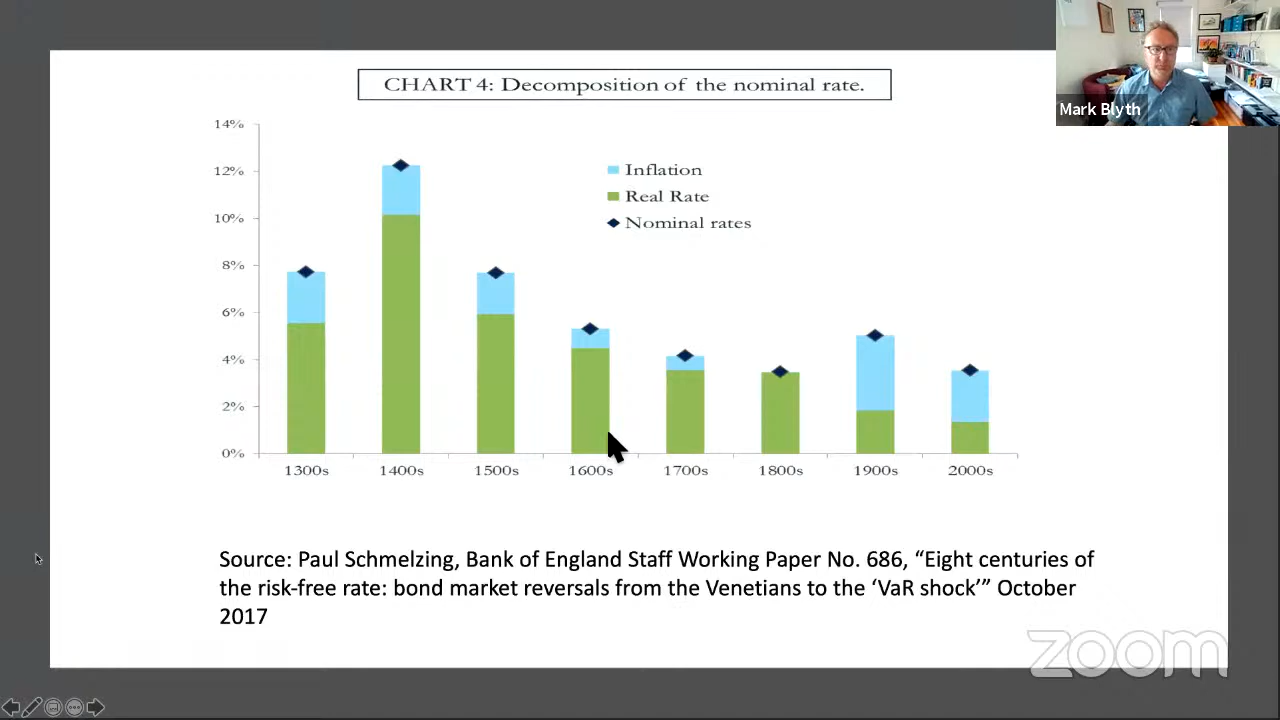 Mark Blyth
CHART 4: Decomposition of the nominal rate.
14%
12%
10%
8%
6%
4%
2%
0%
Inflation
Real Rate
Nominal rates
1300s 1400s 1500s 1600s 1700s 1800s 1900s 2000s
Source: Paul Schmelzing, Bank of England Staff Working Paper No. 686, “Eight centuries of
the risk-free rate: bond market reversals from the Venetians to the ‘VaR shock’” October
2017
zoom